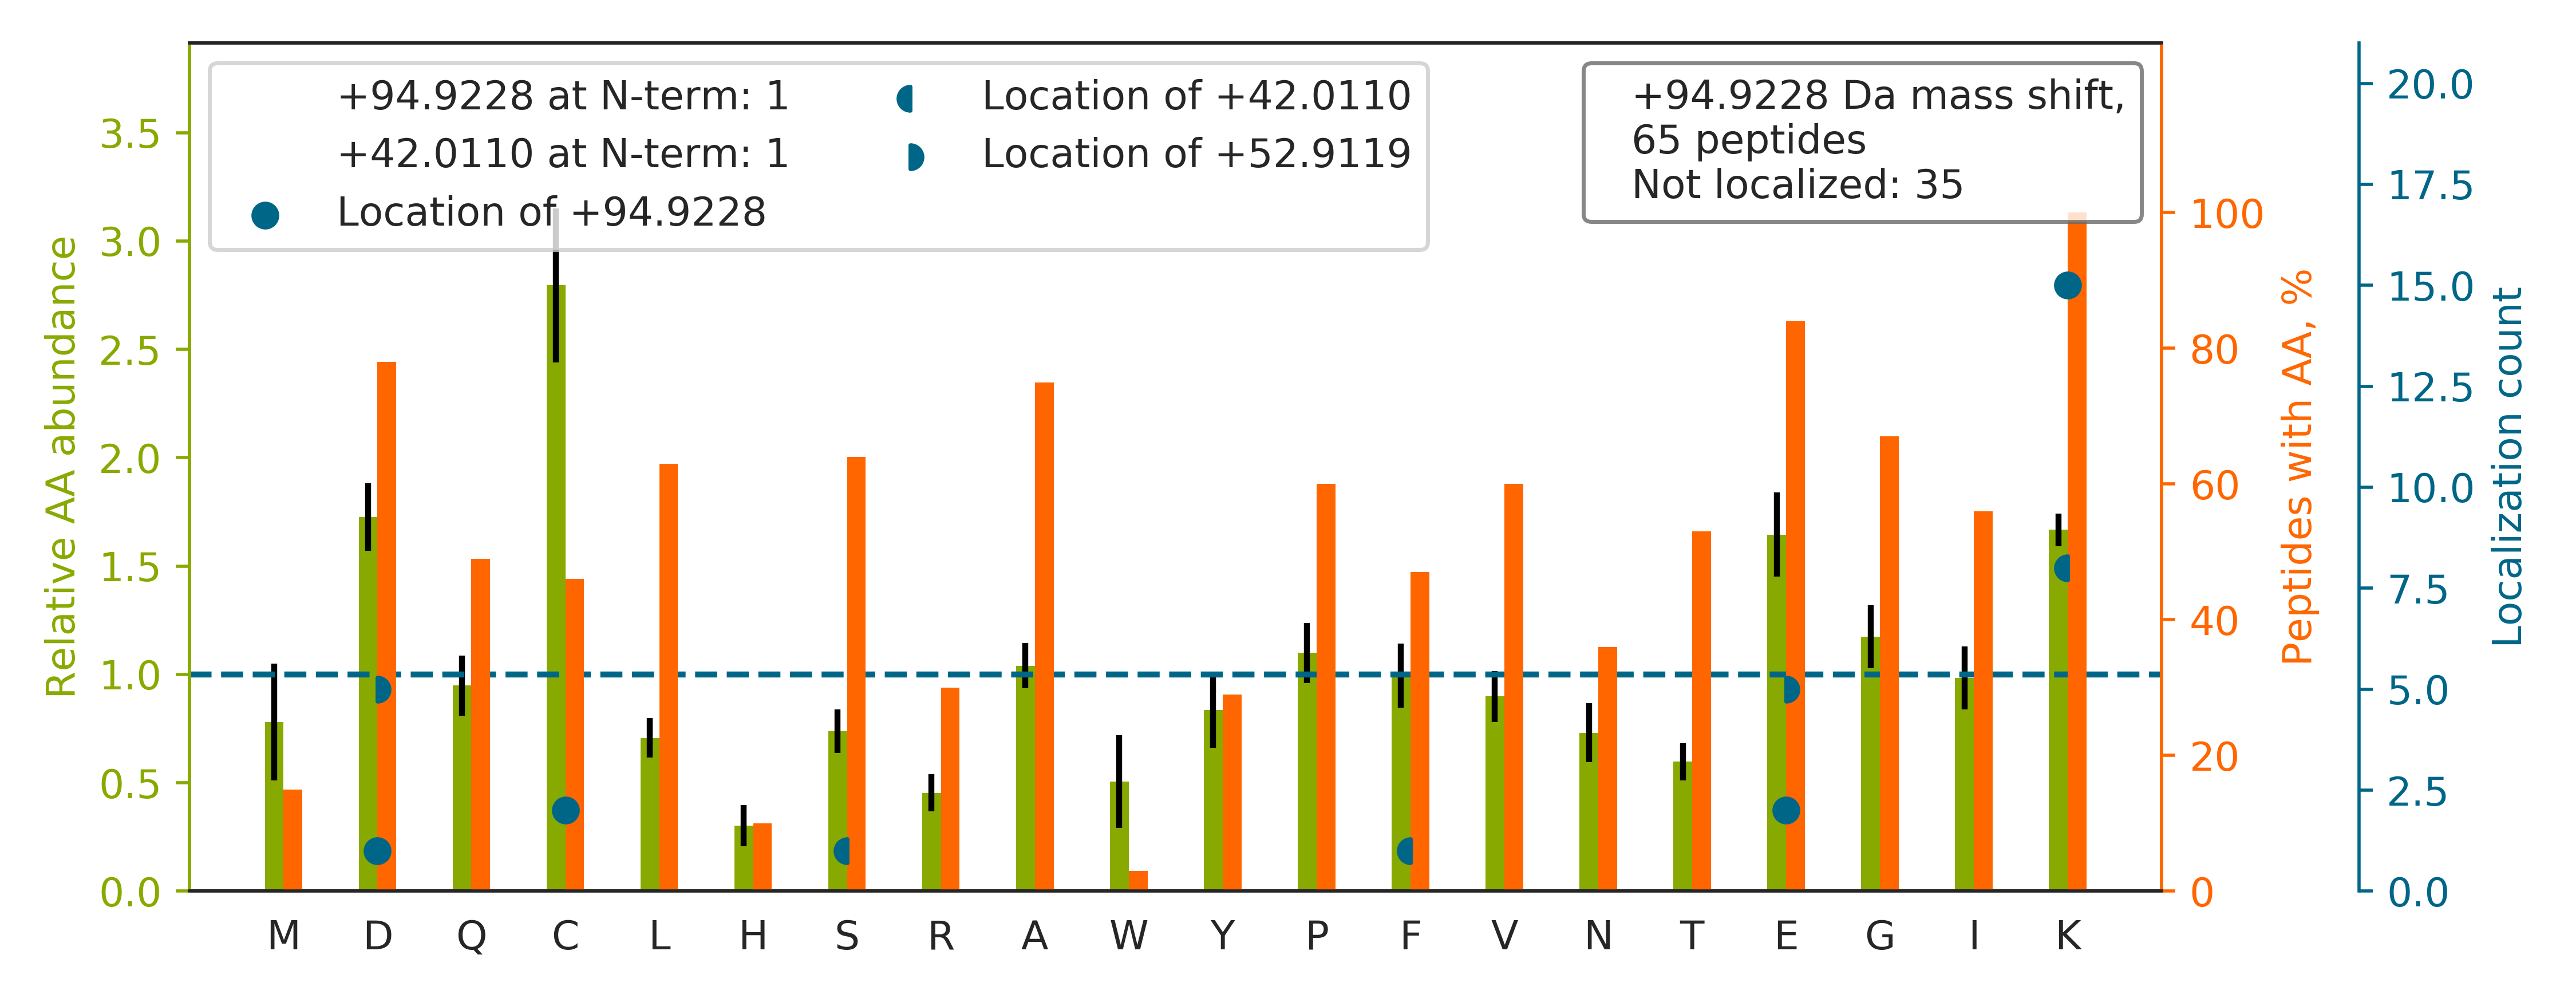 +94.9228 at N-term: 1
+42.0110 at N-term: 1
Location of +94.9228
Location of +42.0110
Location of +52.9119
+94.9228 Da mass shift,
65 peptides
Not localized: 35
Relative AA abundance
3.5
3.0
2.5
2.0
1.5
1.0
0.5
0.0
M D Q C L H S R A W Y P F V N T E G I K
100
80
60
40
20
0
Peptides with AA, %
20.0
17.5
15.0
12.5
10.0
7.5
5.0
2.5
0.0
Localization count